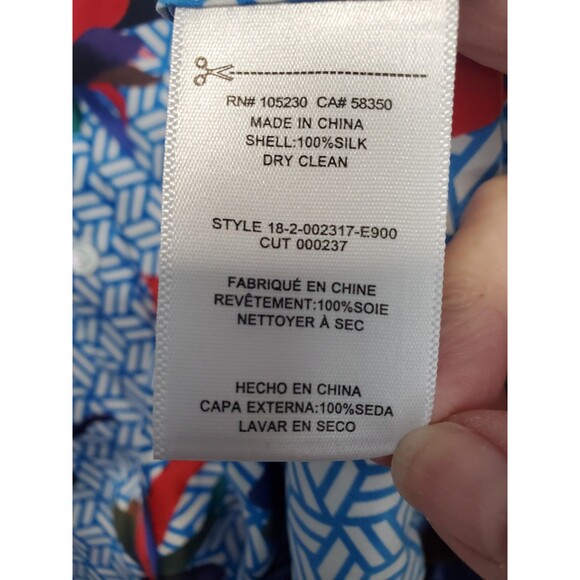 RN# 105230 CA# 58350
MADE IN CHINA
SHELL:100%SILK
DRY CLEAN
STYLE 18-2-002317-E900
CUT 000237
FABRIQUÉ EN CHINE
REVÊTEMENT:100%SOIE
NETTOYER À SEC
HECHO EN CHINA
CAPA EXTERNA:100%SEDA
LAVAR EN SECO